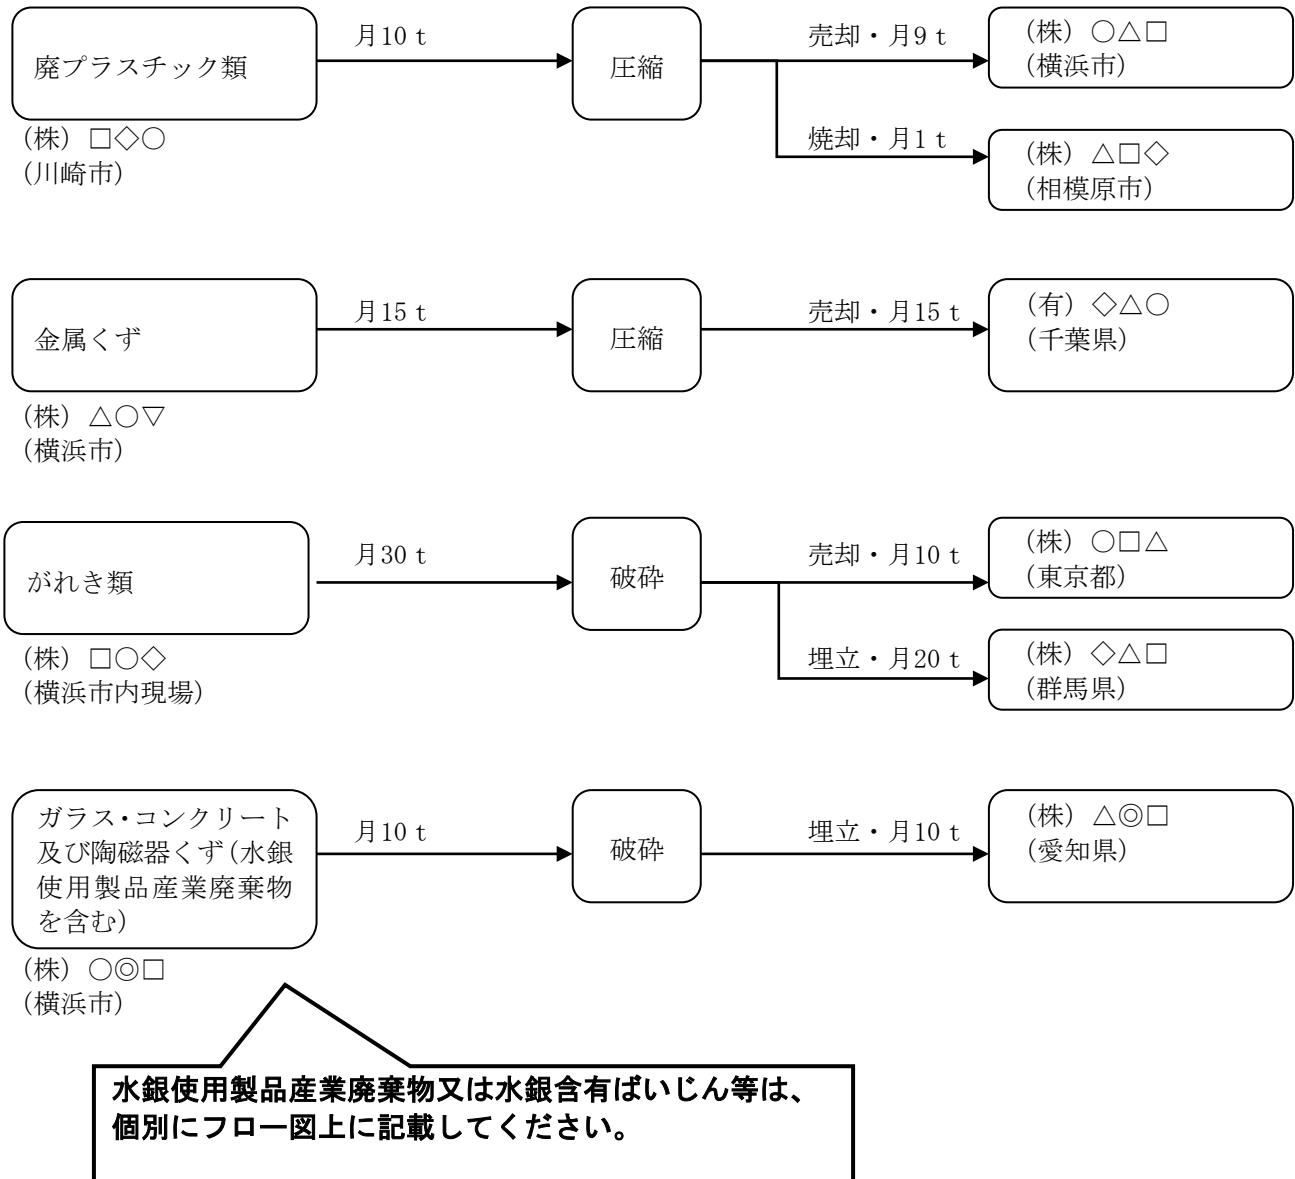 月10 t
売却・月9 t
(株) ○△□
(横浜市)
廃プラスチック類
圧縮
(株) □◇○
(川崎市)
焼却・月1 t
(株) △□◇
(相模原市)
月15 t
売却・月15 t
(有) ◇△○
(千葉県)
金属くず
圧縮
(株) △○▽
(横浜市)
月30 t
売却・月10 t
(株) ○□△
(東京都)
がれき類
破砕
(株) □○◇
(横浜市内現場)
埋立・月20 t
(株) ◇△□
(群馬県)
ガラス・コンクリート
及び陶磁器くず(水銀
使用製品産業廃棄物
を含む)
月10 t
破砕
埋立・月10 t
(株) △◎□
(愛知県)
(株) ○◎□
(横浜市)
水銀使用製品産業廃棄物又は水銀含有ばいじん等は、
個別にフロー図上に記載してください。